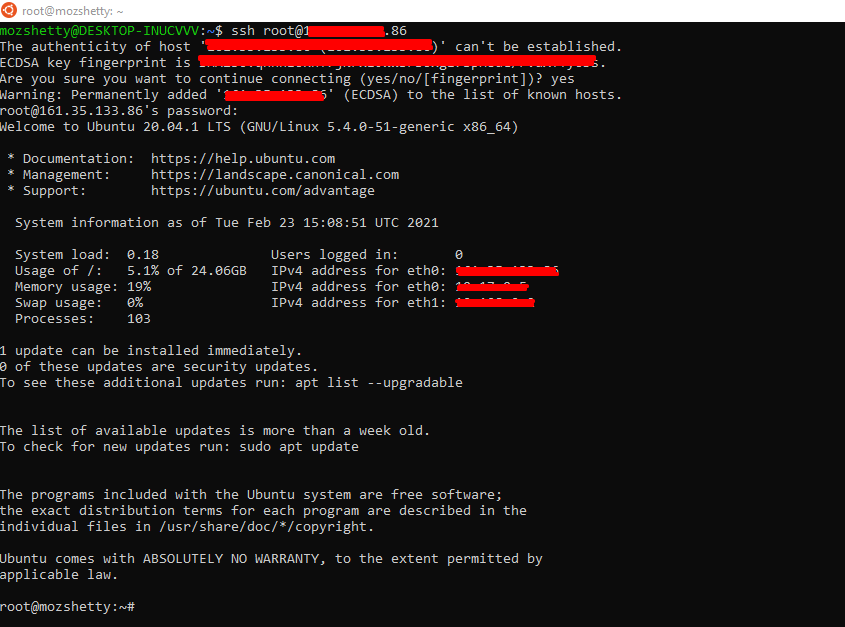 root@mozshetty: ~
mozshetty@DESKTOP-INUCVVV:~$ ssh root@1 .86
The authenticity of host ' )' can't be established.
ECDSA key fingerprint is .
Are you sure you want to continue connecting (yes/no/[fingerprint])? yes
Warning: Permanently added ' ' (ECDSA) to the list of known hosts.
root@161.35.133.86's password:
Welcome to Ubuntu 20.04.1 LTS (GNU/Linux 5.4.0-51-generic x86_64)
* Documentation: https://help.ubuntu.com
* Management: https://landscape.canonical.com
* Support: https://ubuntu.com/advantage
System information as of Tue Feb 23 15:08:51 UTC 2021
System load: 0.18 Users logged in: 0
Usage of /: 5.1% of 24.06GB IPv4 address for eth0:
Memory usage: 19% IPv4 address for eth0:
Swap usage: 0% IPv4 address for eth1:
Processes: 103
1 update can be installed immediately.
0 of these updates are security updates.
To see these additional updates run: apt list --upgradable
The list of available updates is more than a week old.
To check for new updates run: sudo apt update
The programs included with the Ubuntu system are free software;
the exact distribution terms for each program are described in the
individual files in /usr/share/doc/*/copyright.
Ubuntu comes with ABSOLUTELY NO WARRANTY, to the extent permitted by
applicable law.
root@mozshetty:~#